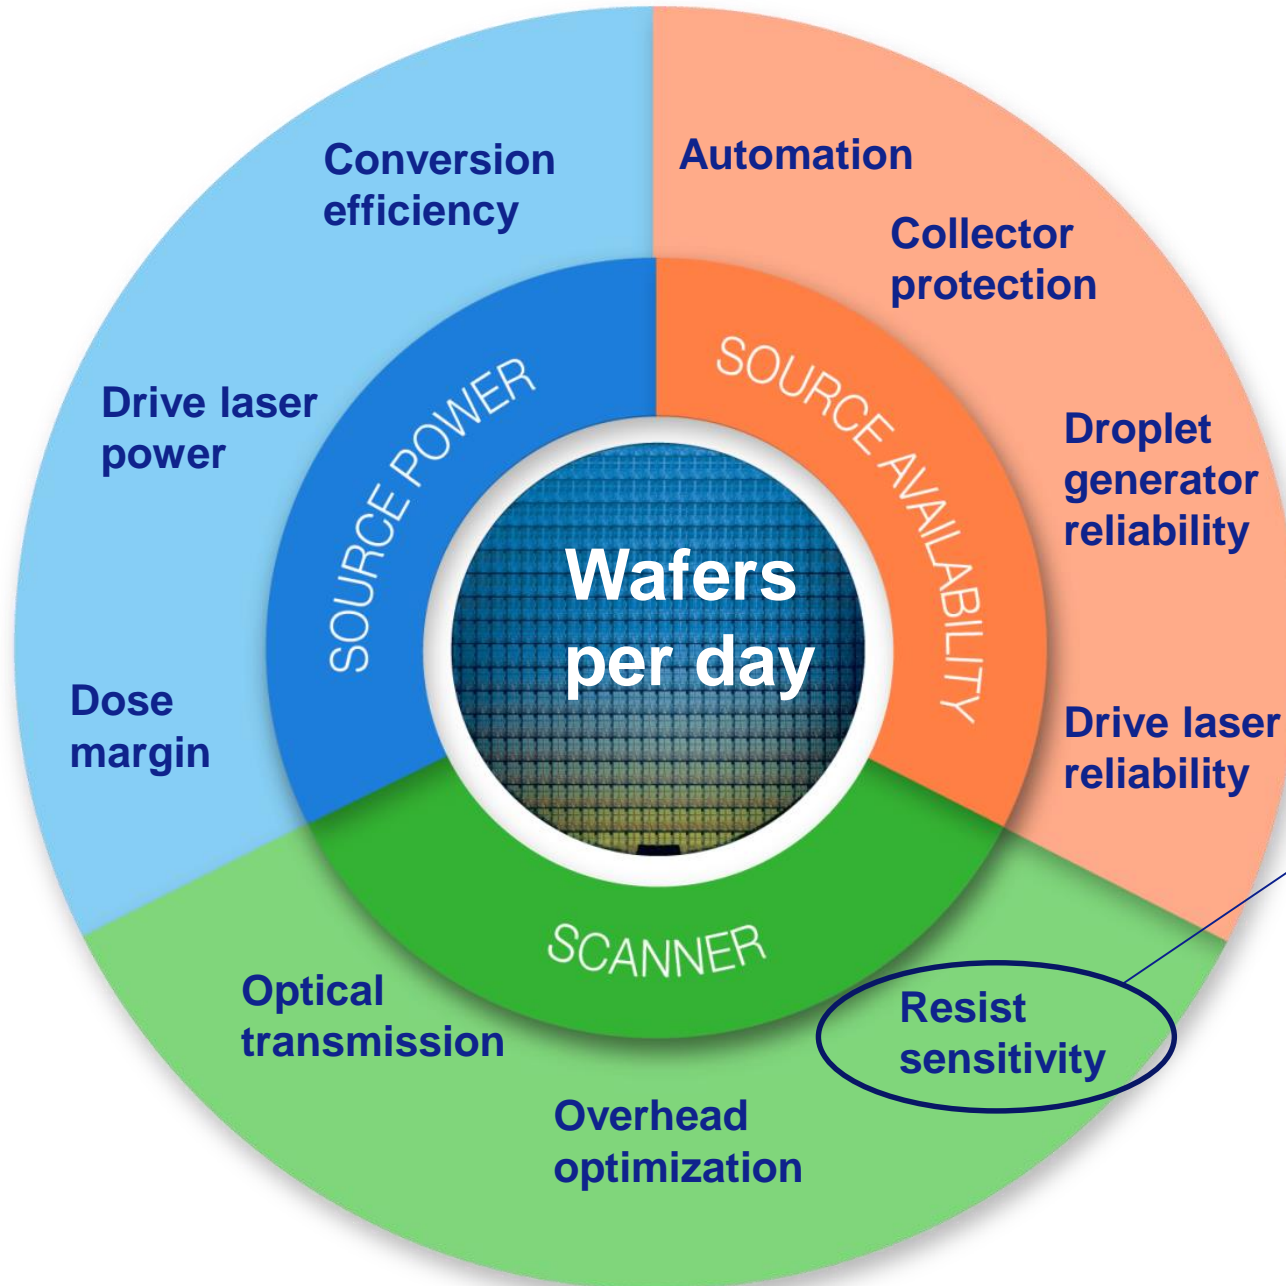 Conversion
efficiency
Automation
Collector
protection
Drive laser
power
SOURCE POWER
SOURCE AVAILABILITY
Droplet
generator
reliability
Wafers
per day
Dose
margin
Drive laser
reliability
SCANNER
Optical
transmission
Resist
sensitivity
Overhead
optimization